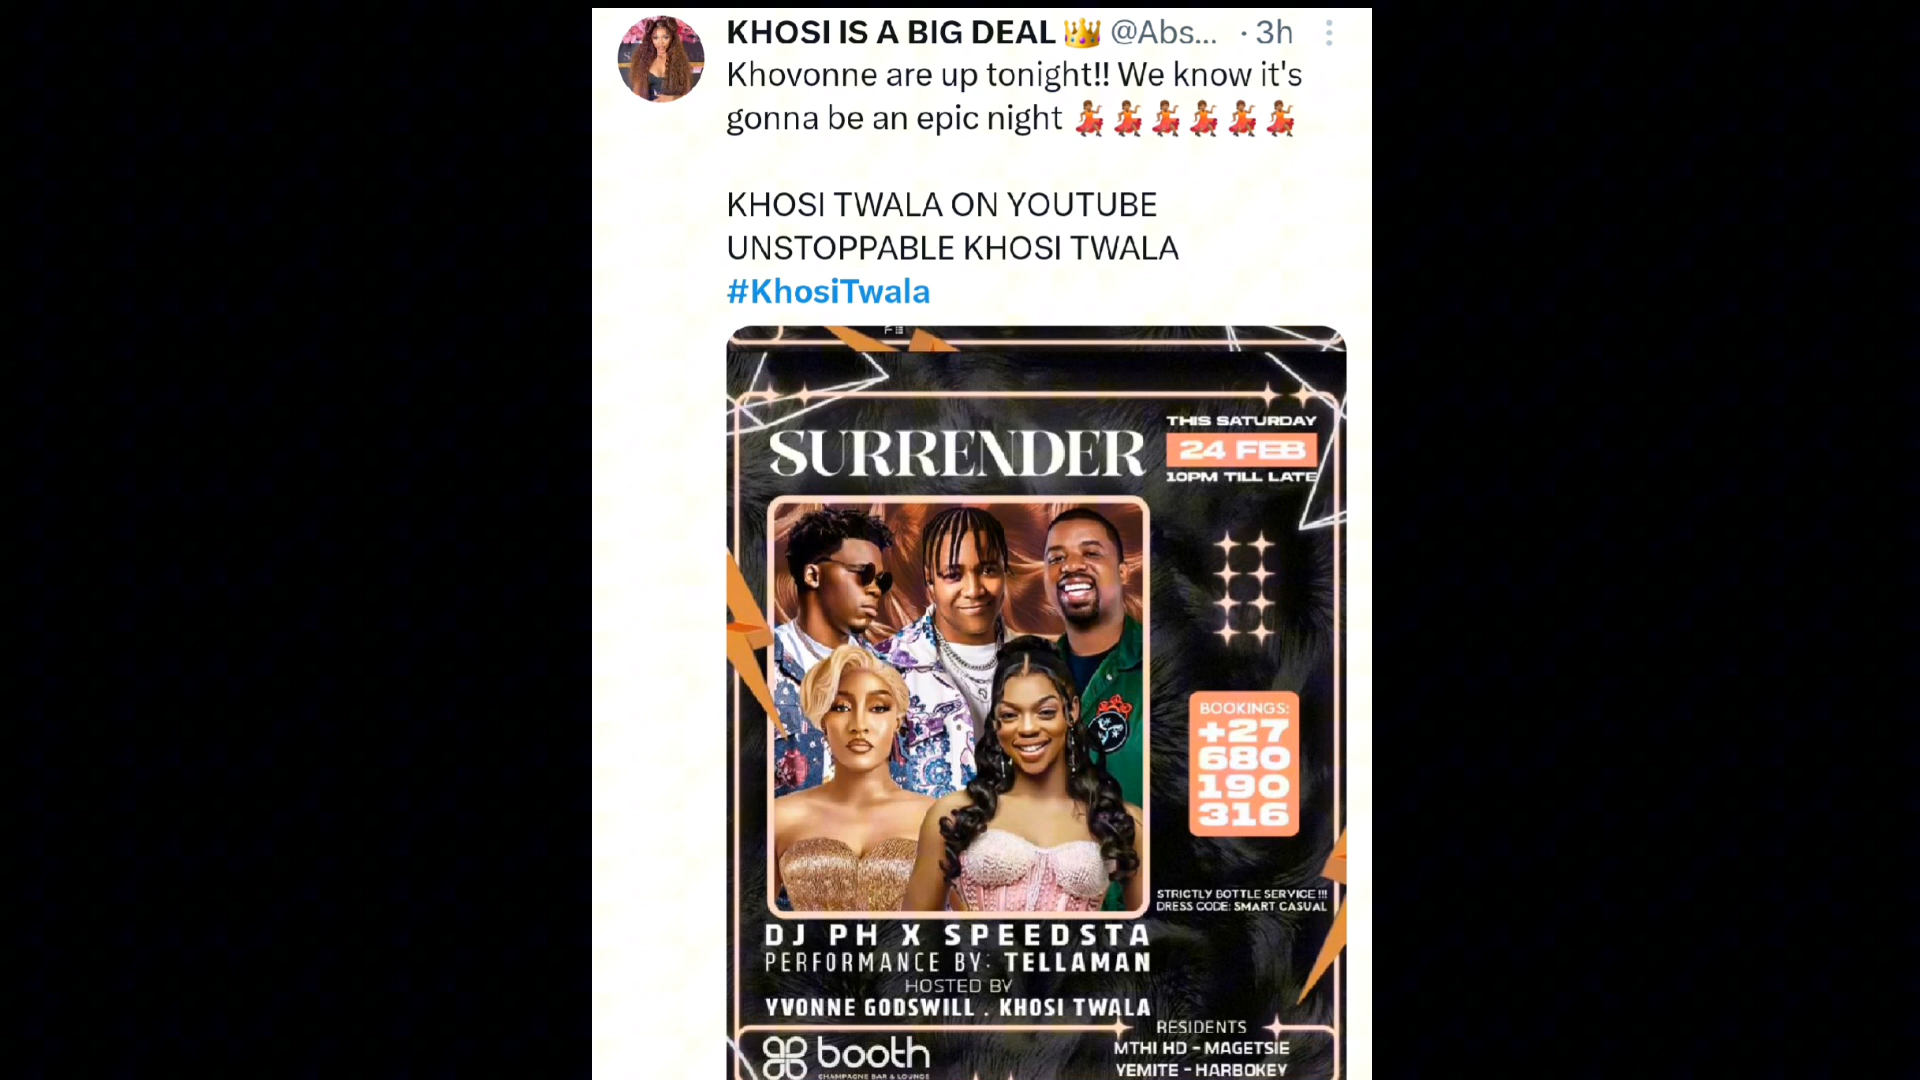 KHOSI IS A BIG DEAL 👑 @Abs... · 3h
Khovonne are up tonight!! We know it's
gonna be an epic night 💃🏾💃🏾💃🏾💃🏾💃🏾💃🏾
KHOSI TWALA ON YOUTUBE
UNSTOPPABLE KHOSI TWALA
#KhosiTwala
THIS SATURDAY
SURRENDER
24 FEB
10PM TILL LATE
BOOKINGS:
+27
680
190
316
STRICTLY BOTTLE SERVICE !!!
DRESS CODE: SMART CASUAL
DJ PH X SPEEDSTA
PERFORMANCE BY: TELLAMAN
HOSTED BY
YVONNE GODSWILL . KHOSI TWALA
RESIDENTS
MTHI HD - MAGETSIE
YEMITE - HARBOKEY
booth
CHAMPAGNE BAR & LOUNGE